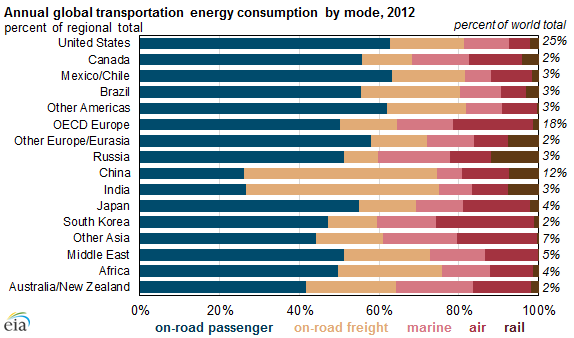 Annual global transportation energy consumption by mode, 2012
percent of regional total percent of world total
United States 25%
Canada 2%
Mexico/Chile 3%
Brazil 3%
Other Americas 3%
OECD Europe 18%
Other Europe/Eurasia 2%
Russia 3%
China 12%
India 3%
Japan 4%
South Korea 2%
Other Asia 7%
Middle East 5%
Africa 4%
Australia/New Zealand 2%
0% 20% 40% 60% 80% 100%
on-road passenger on-road freight marine air rail
eia